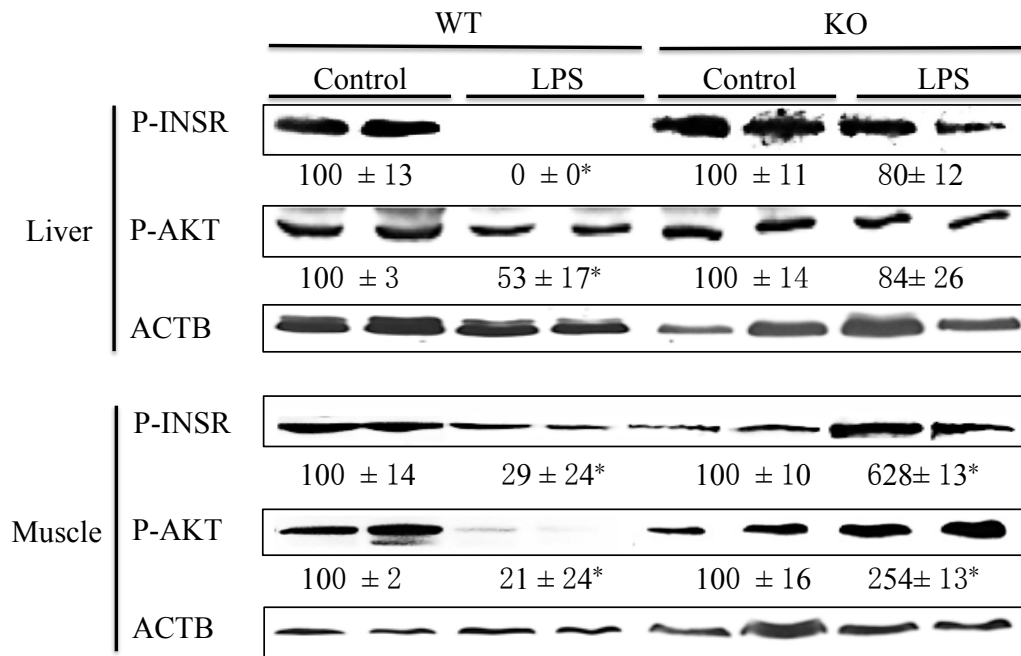 WT KO
Control LPS Control LPS
P-INSR
100 ± 13 0 ± 0* 100 ± 11 80± 12
Liver P-AKT
100 ± 3 53 ± 17* 100 ± 14 84± 26
ACTB
P-INSR
100 ± 14 29 ± 24* 100 ± 10 628± 13*
Muscle P-AKT
100 ± 2 21 ± 24* 100 ± 16 254± 13*
ACTB